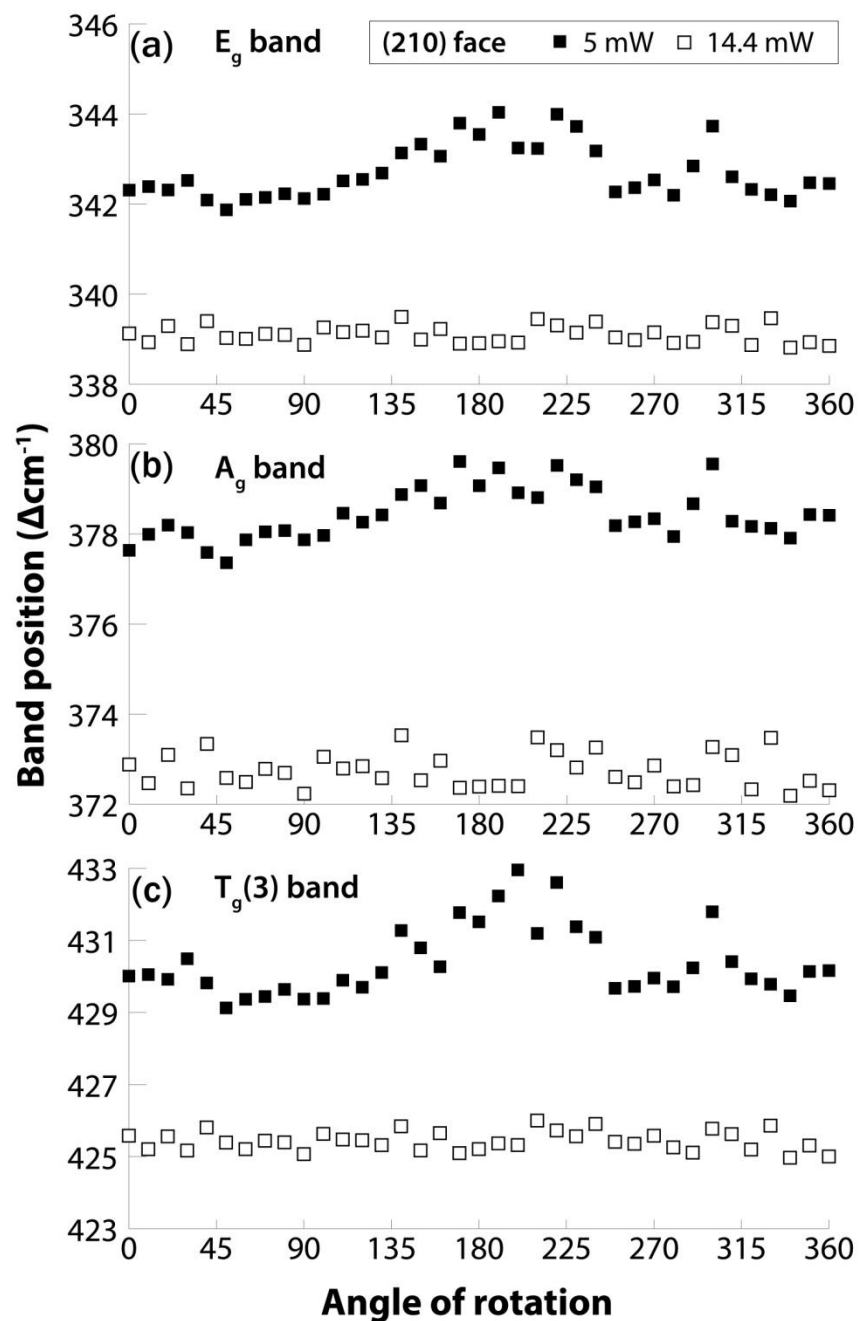 (a) E_g band
(210) face ■ 5 mW □ 14.4 mW
346
344
342
340
338
0 45 90 135 180 225 270 315 360
(b) A_g band
380
378
376
374
372
0 45 90 135 180 225 270 315 360
(c) T_g(3) band
433
431
429
427
425
423
0 45 90 135 180 225 270 315 360
Band position (Δcm⁻¹)
Angle of rotation